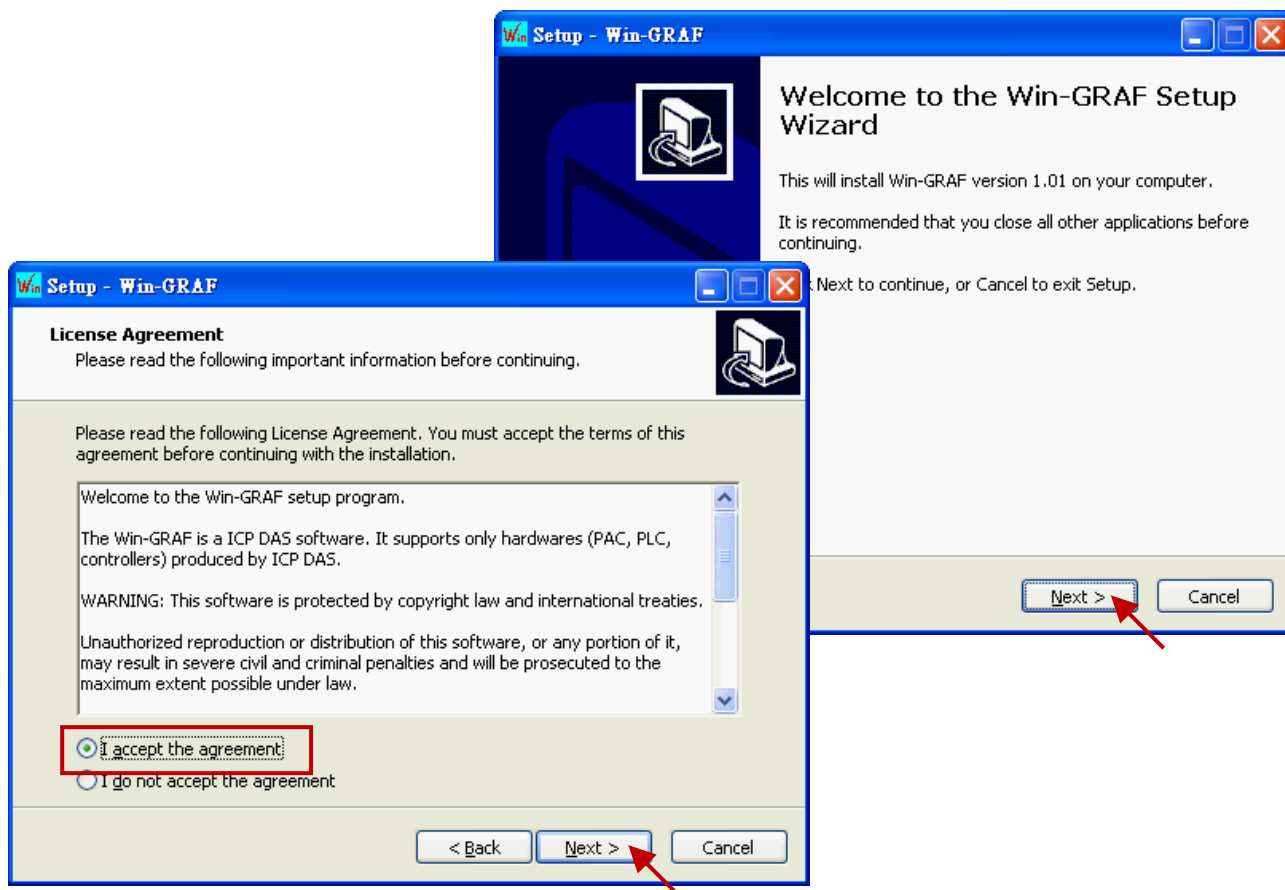 Win Setup - Win-GRAF
Welcome to the Win-GRAF Setup
Wizard
This will install Win-GRAF version 1.01 on your computer.
It is recommended that you close all other applications before
continuing.
Next to continue, or Cancel to exit Setup.
Next >
Cancel
Win Setup - Win-GRAF
License Agreement
Please read the following important information before continuing.
Please read the following License Agreement. You must accept the terms of this
agreement before continuing with the installation.
Welcome to the Win-GRAF setup program.
The Win-GRAF is a ICP DAS software. It supports only hardwares (PAC, PLC,
controllers) produced by ICP DAS.
WARNING: This software is protected by copyright law and international treaties.
Unauthorized reproduction or distribution of this software, or any portion of it,
may result in severe civil and criminal penalties and will be prosecuted to the
maximum extent possible under law.
I accept the agreement
I do not accept the agreement
< Back
Next >
Cancel